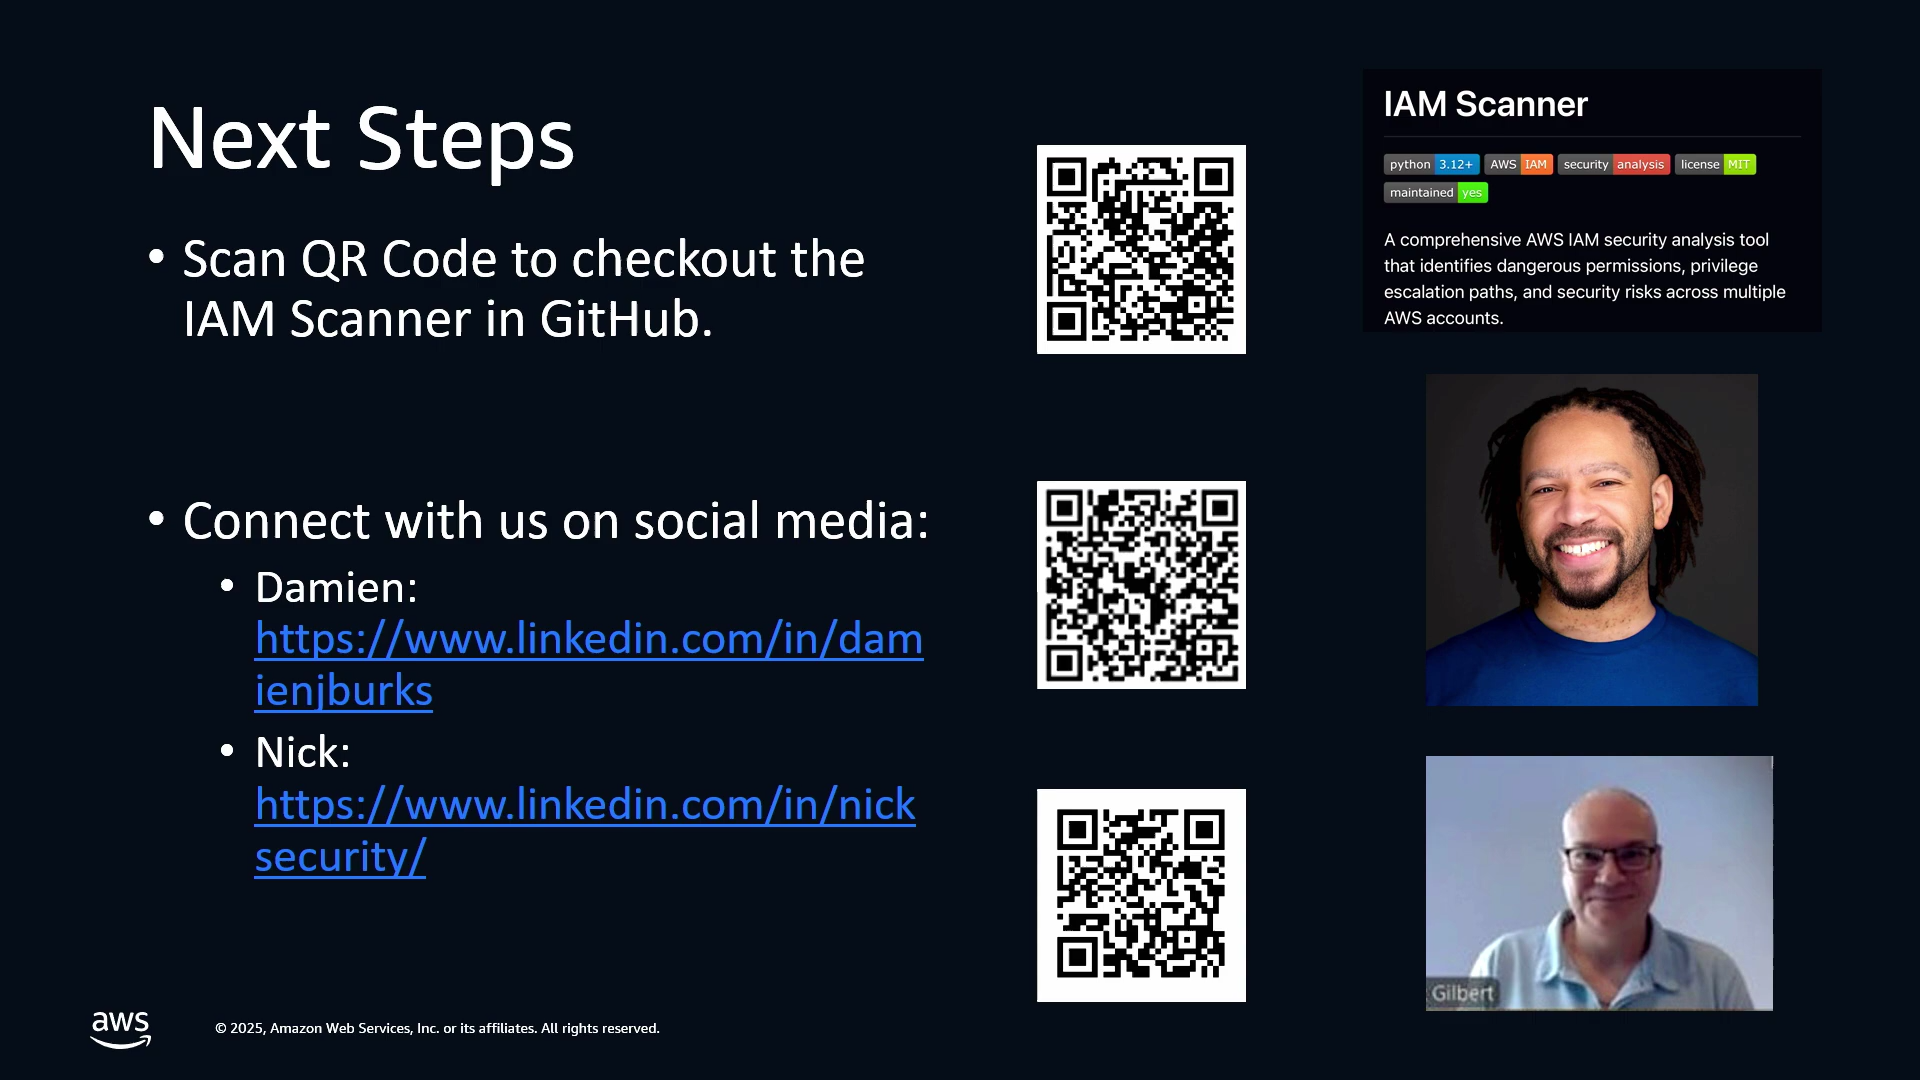 Next Steps
• Scan QR Code to checkout the
IAM Scanner in GitHub.
• Connect with us on social media:
• Damien:
https://www.linkedin.com/in/dam
ienjburks
• Nick:
https://www.linkedin.com/in/nick
security/
IAM Scanner
python 3.12+ AWS IAM security analysis license MIT
maintained yes
A comprehensive AWS IAM security analysis tool
that identifies dangerous permissions, privilege
escalation paths, and security risks across multiple
AWS accounts.
Gilbert
aws
© 2025, Amazon Web Services, Inc. or its affiliates. All rights reserved.